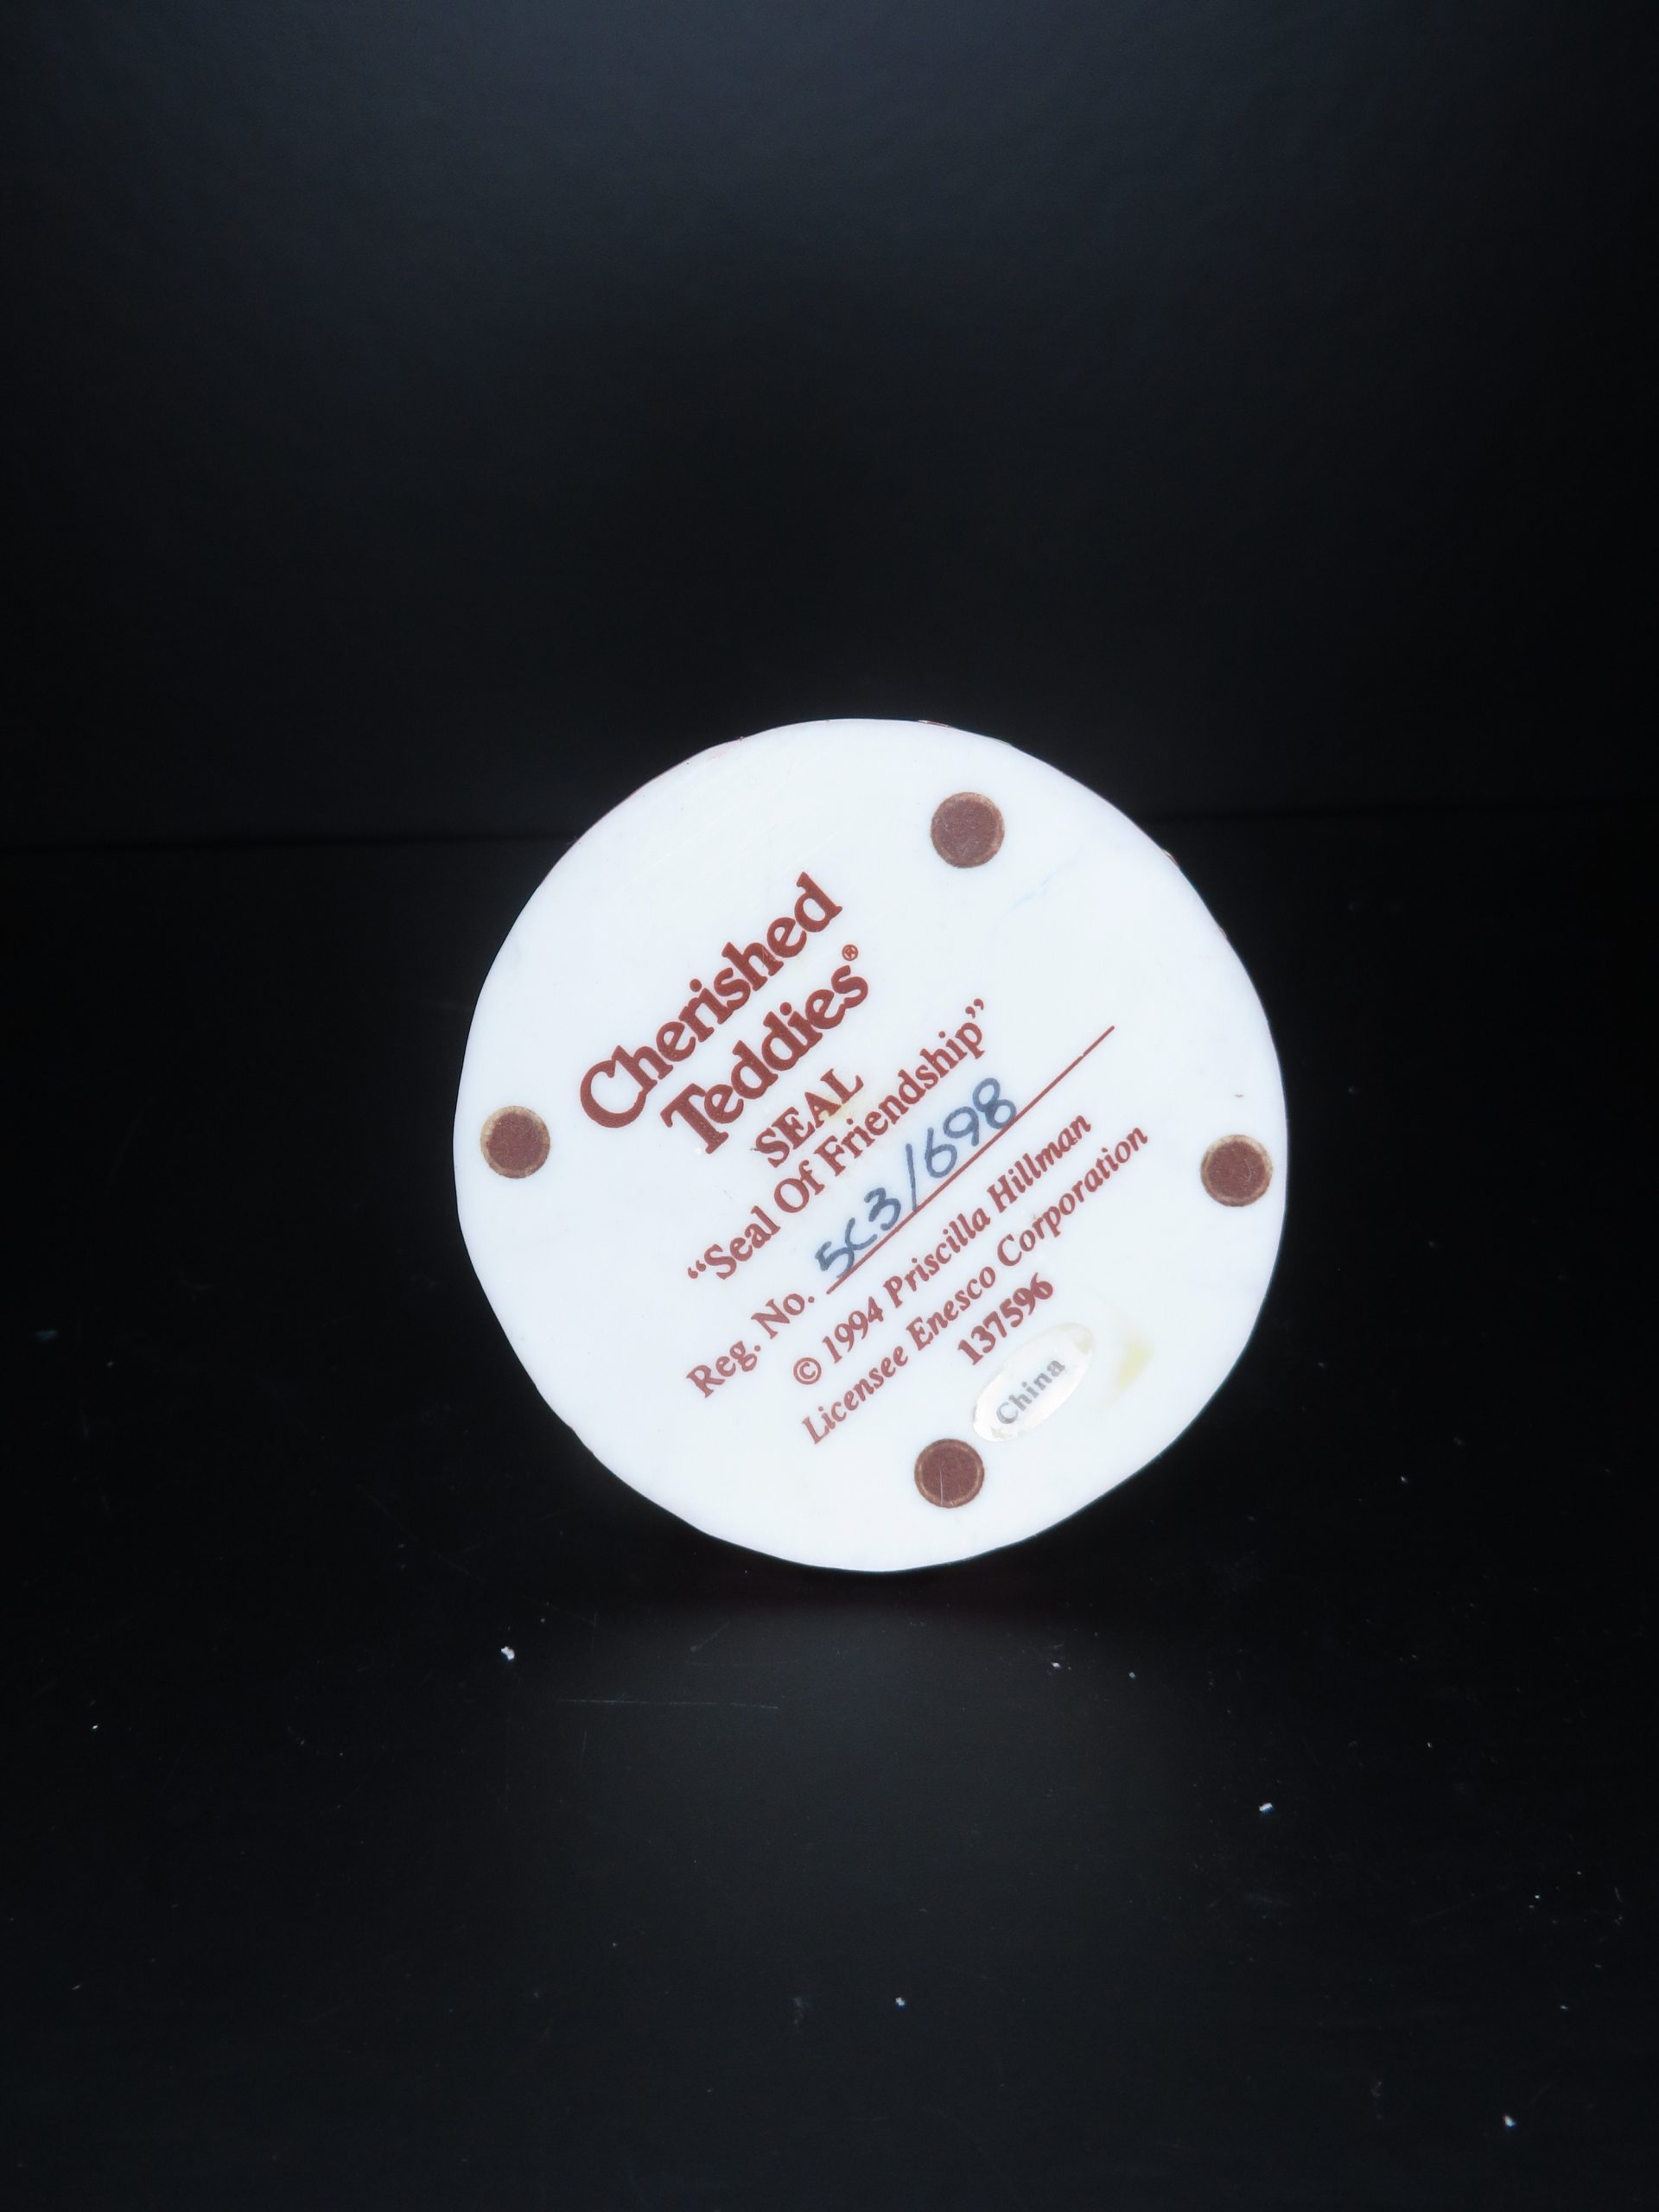 Cherished
Teddies®
SEAL
“Seal Of Friendship”
Reg. No. 5C3/698
© 1994 Priscilla Hillman
Licensee Enesco Corporation
137596
China